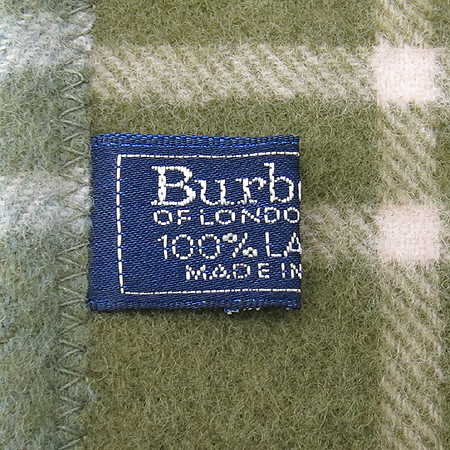 Burb
OF LONDO
100% LA
MADE IN